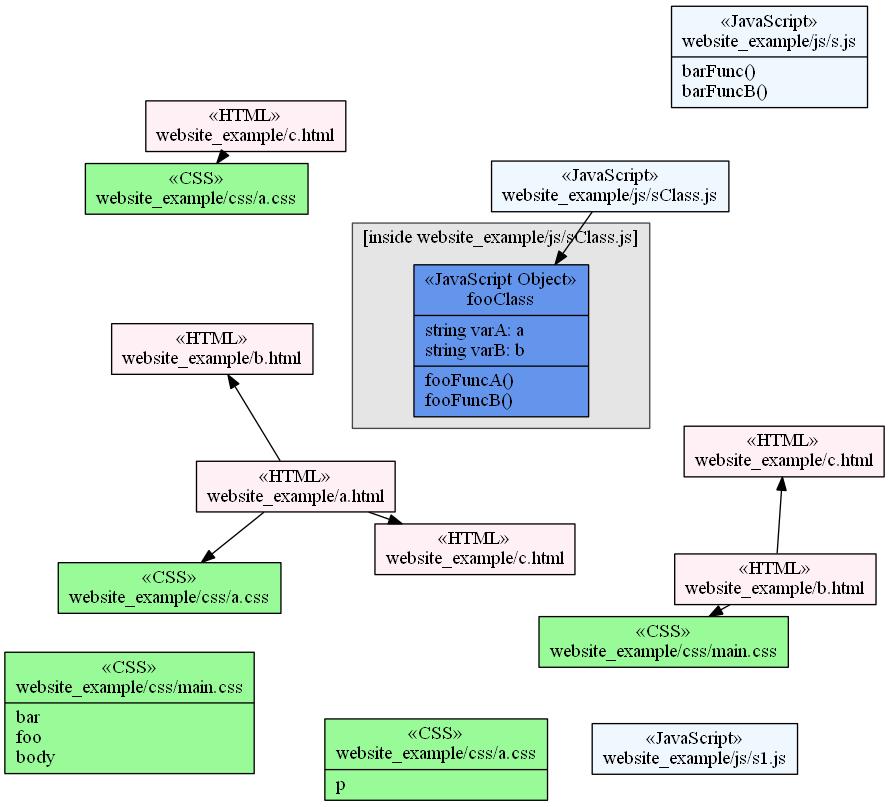 «JavaScript»
website_example/js/s.js
barFunc()
barFuncB()
«HTML»
website_example/c.html
«CSS»
website_example/css/a.css
«JavaScript»
website_example/js/sClass.js
[inside website_example/js/sClass.js]
«JavaScript Object»
fooClass
string varA: a
string varB: b
fooFuncA()
fooFuncB()
«HTML»
website_example/b.html
«HTML»
website_example/c.html
«HTML»
website_example/a.html
«HTML»
website_example/c.html
«HTML»
website_example/b.html
«CSS»
website_example/css/a.css
«CSS»
website_example/css/main.css
«CSS»
website_example/css/main.css
bar
foo
body
«CSS»
website_example/css/a.css
p
«JavaScript»
website_example/js/s1.js